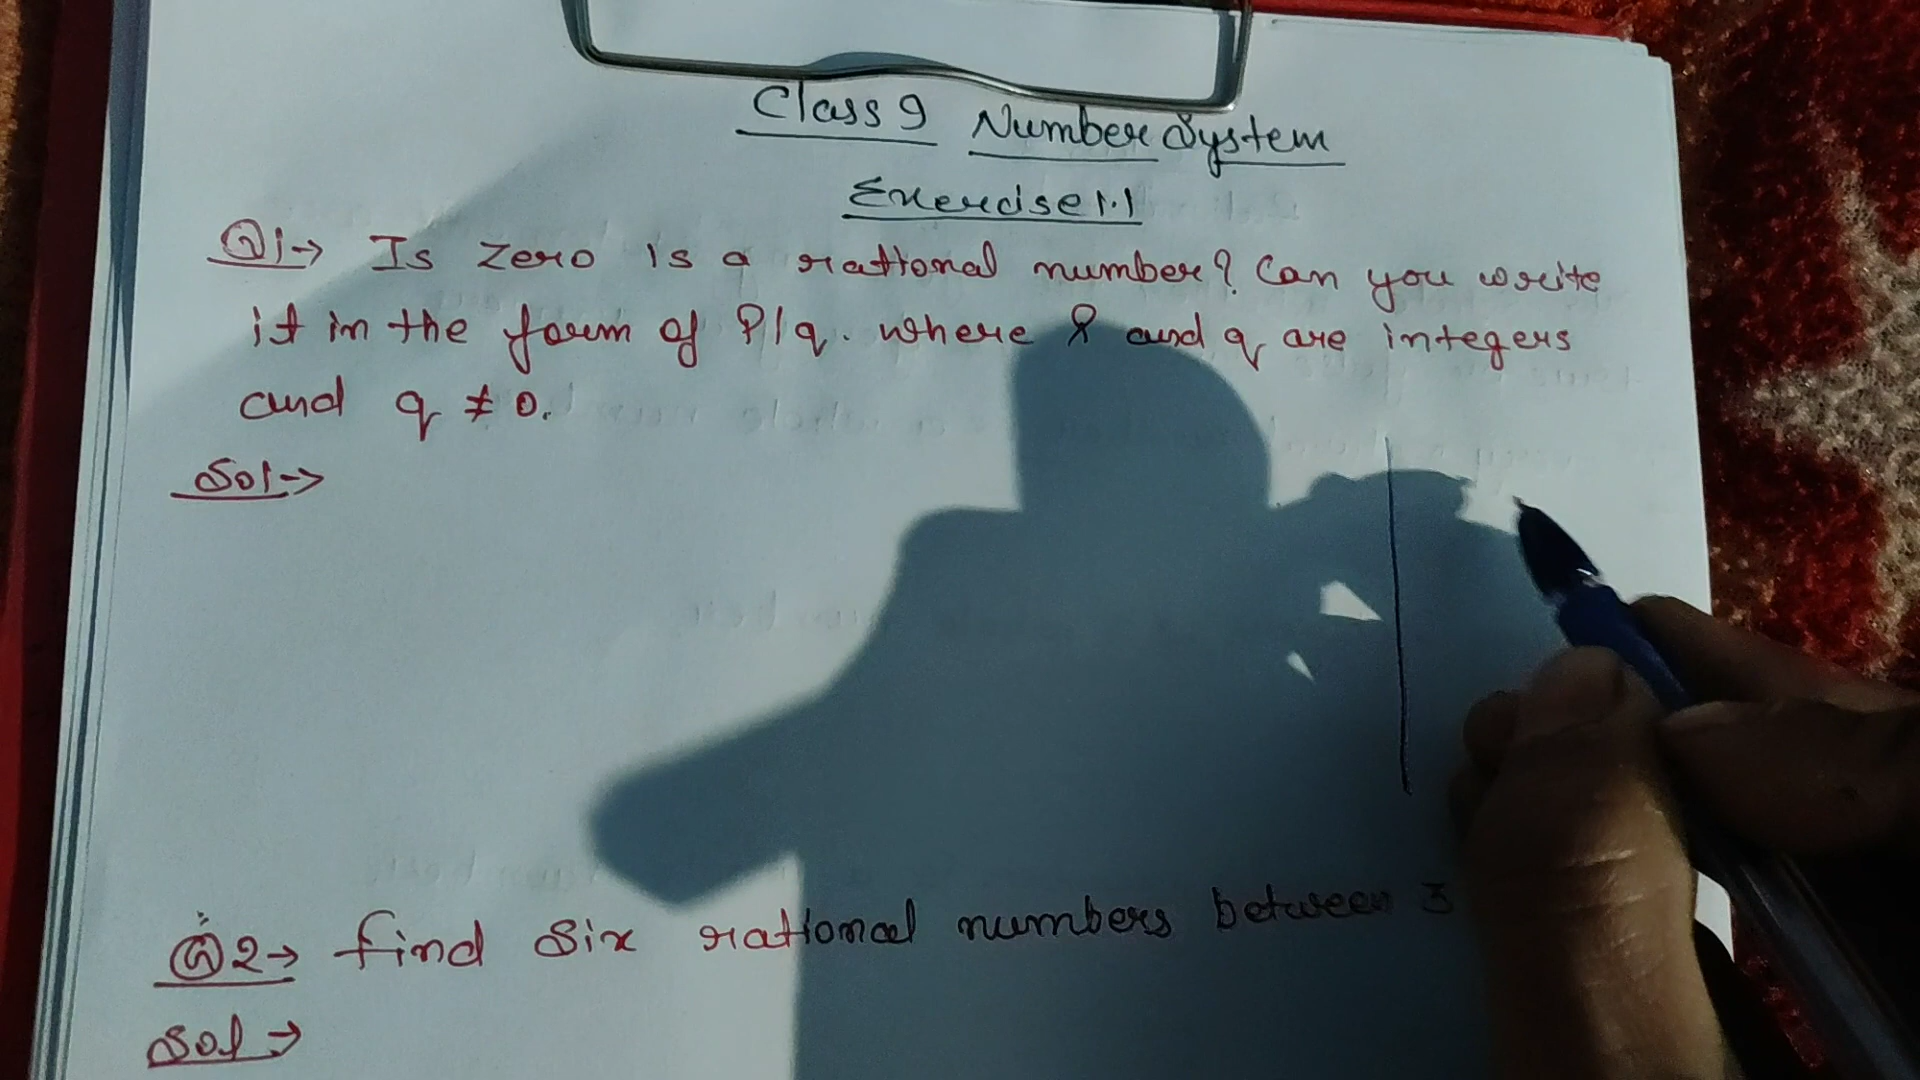 Class 9 Number System
Exercise 1.1
Q1→ Is zero is a rational number? Can you write
it in the form of P/q. where P and q are integers
and q ≠ 0.
Sol→
Q2→ find six rational numbers between 3
Sol→